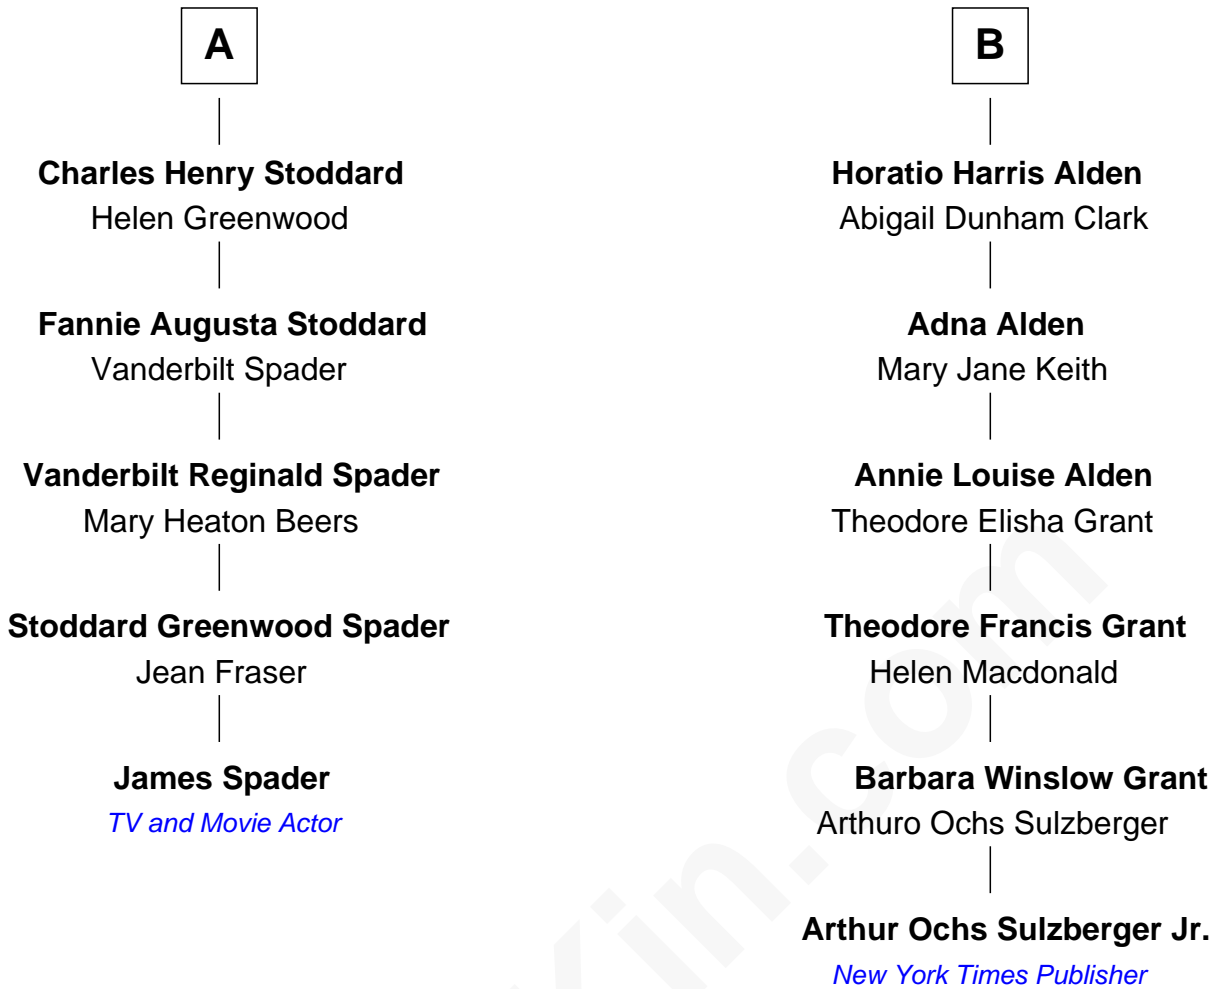 A
Charles Henry Stoddard
Helen Greenwood
Fannie Augusta Stoddard
Vanderbilt Spader
Vanderbilt Reginald Spader
Mary Heaton Beers
Stoddard Greenwood Spader
Jean Fraser
James Spader
TV and Movie Actor
B
Horatio Harris Alden
Abigail Dunham Clark
Adna Alden
Mary Jane Keith
Annie Louise Alden
Theodore Elisha Grant
Theodore Francis Grant
Helen Macdonald
Barbara Winslow Grant
Arthuro Ochs Sulzberger
Arthur Ochs Sulzberger Jr.
New York Times Publisher
Kin.com